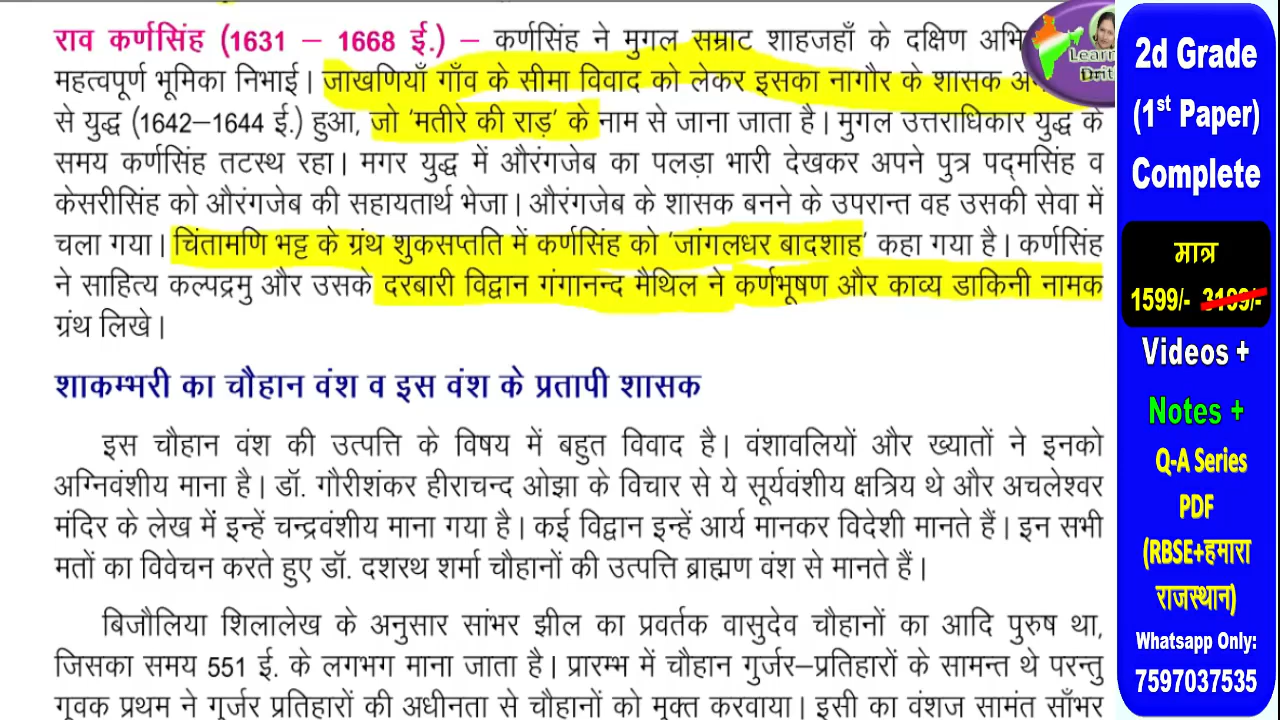 राव कर्णसिंह (1631 – 1668 ई.) – कर्णसिंह ने मुगल सम्राट शाहजहाँ के दक्षिण
महत्वपूर्ण भूमिका निभाई। जाखणियाँ गाँव के सीमा विवाद को लेकर इसका नागौर के शासक
से युद्ध (1642–1644 ई.) हुआ, जो 'मतीरे की राड़' के नाम से जाना जाता है। मुगल उत्तराधिकार युद्ध के
समय कर्णसिंह तटस्थ रहा। मगर युद्ध में औरंगजेब का पलड़ा भारी देखकर अपने पुत्र पद्मसिंह व
केसरीसिंह को औरंगजेब की सहायतार्थ भेजा। औरंगजेब के शासक बनने के उपरान्त वह उसकी सेवा में
चला गया। चिंतामणि भट्ट के ग्रंथ शुकसप्तति में कर्णसिंह को 'जांगलधर बादशाह' कहा गया है। कर्णसिंह
ने साहित्य कल्पद्रमु और उसके दरबारी विद्वान गंगानन्द मैथिल ने कर्णभूषण और काव्य डाकिनी नामक
ग्रंथ लिखे।
शाकम्भरी का चौहान वंश व इस वंश के प्रतापी शासक
इस चौहान वंश की उत्पत्ति के विषय में बहुत विवाद है। वंशावलियों और ख्यातों ने इनको
अग्निवंशीय माना है। डॉ. गौरीशंकर हीराचन्द ओझा के विचार से ये सूर्यवंशीय क्षत्रिय थे और अचलेश्वर
मंदिर के लेख में इन्हें चन्द्रवंशीय माना गया है। कई विद्वान इन्हें आर्य मानकर विदेशी मानते हैं। इन सभी
मतों का विवेचन करते हुए डॉ. दशरथ शर्मा चौहानों की उत्पत्ति ब्राह्मण वंश से मानते हैं।
बिजौलिया शिलालेख के अनुसार सांभर झील का प्रवर्तक वासुदेव चौहानों का आदि पुरुष था,
जिसका समय 551 ई. के लगभग माना जाता है। प्रारम्भ में चौहान गुर्जर–प्रतिहारों के सामन्त थे परन्तु
गूवक प्रथम ने गुर्जर प्रतिहारों की अधीनता से चौहानों को मुक्त करवाया। इसी का वंशज सामंत साँभर
2d Grade
(1st Paper)
Complete
मात्र
1599/- 3199/-
Videos +
Notes +
Q-A Series
PDF
(RBSE+हमारा
राजस्थान)
Whatsapp Only:
7597037535